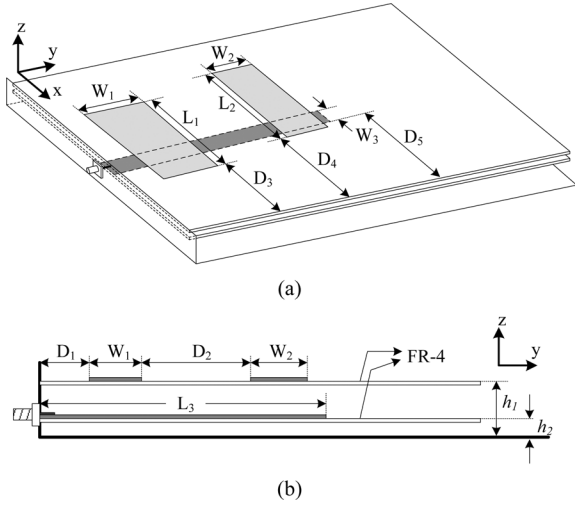 z
y
x
W₁
W₂
L₁
L₂
W₃
D₃
D₄
D₅
(a)
D₁
W₁
D₂
W₂
FR-4
z
y
L₃
h₁
h₂
(b)